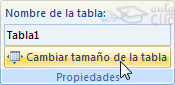 Nombre de la tabla:
Tabla1
Cambiar tamaño de la tabla
Propiedades